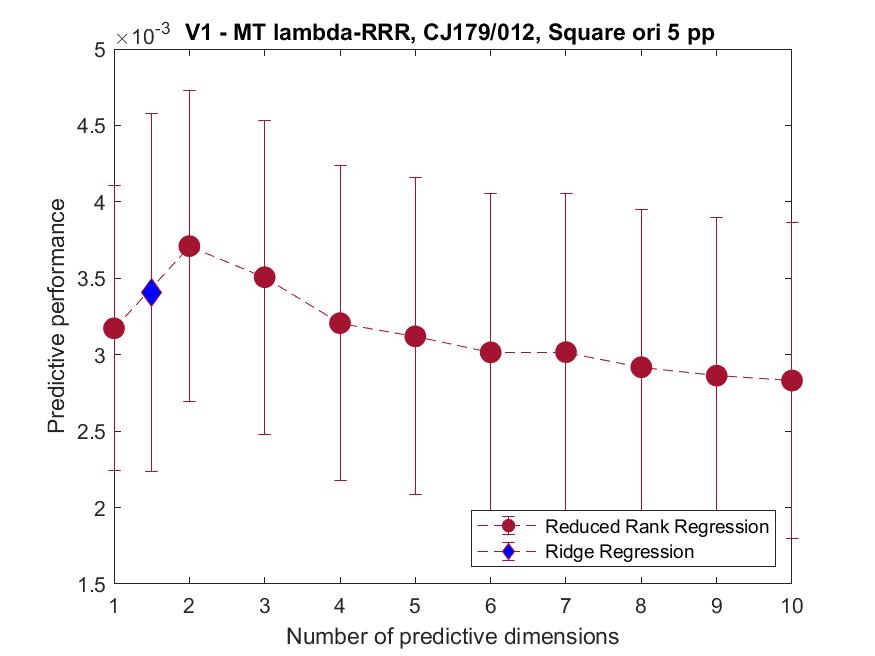 ×10⁻³ V1 - MT lambda-RRR, CJ179/012, Square ori 5 pp
5
4.5
4
3.5
3
2.5
2
1.5
Predictive performance
Reduced Rank Regression
Ridge Regression
1 2 3 4 5 6 7 8 9 10
Number of predictive dimensions